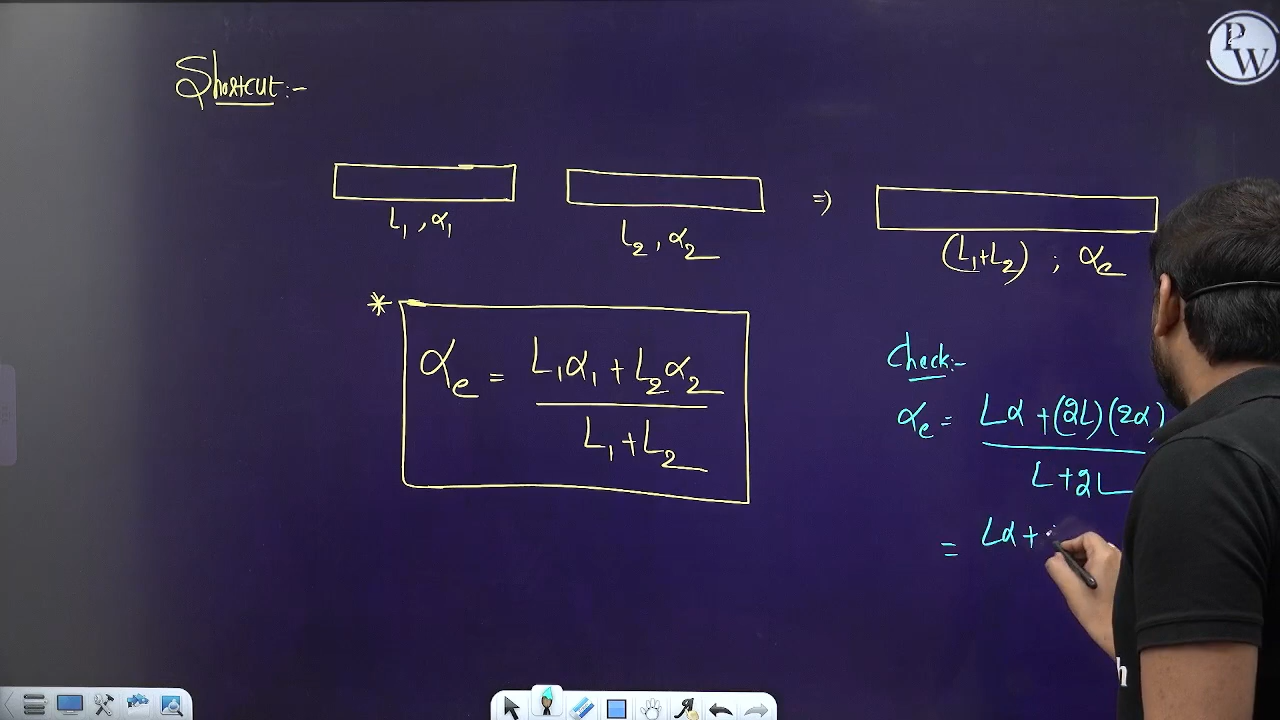 Shortcut:-
PW
L₁, α₁
L₂, α₂
=>
(L₁+L₂) ; αe
* αe = L₁α₁ + L₂α₂ / L₁ + L₂
Check:-
αe = Lα + (2L)(2α) / L + 2L
= Lα +
h